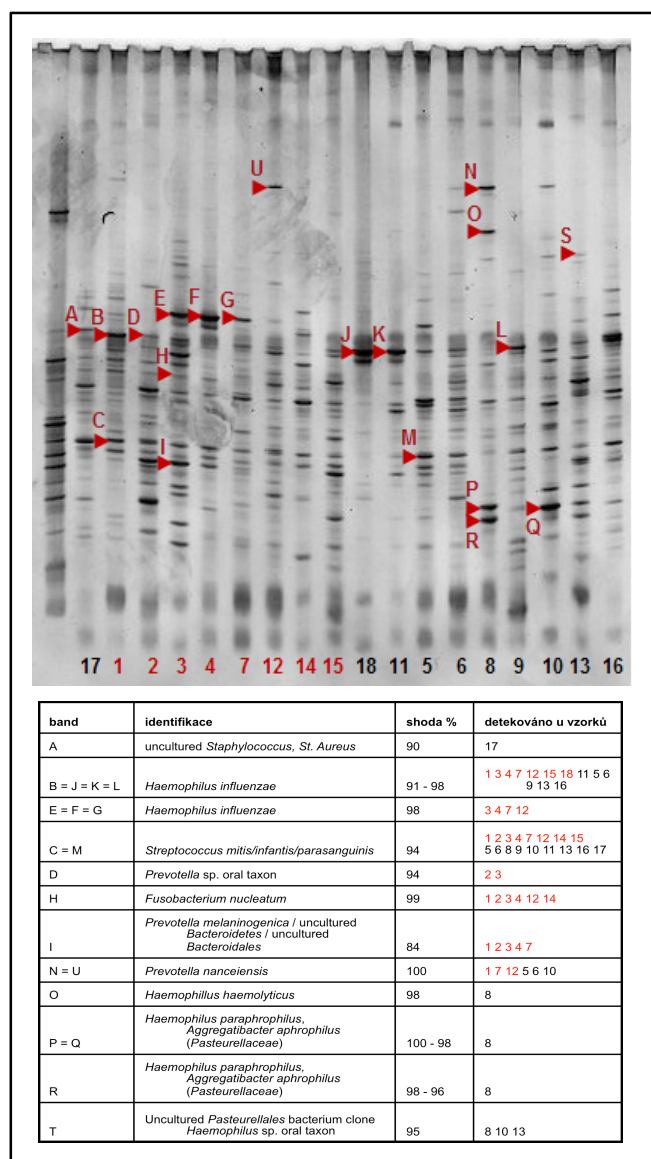 U
N
O
S
E
F
G
A
B
D
J
K
L
H
C
I
M
P
Q
R
17 1 2 3 4 7 12 14 15 18 11 5 6 8 9 10 13 16
band identifikace shoda % detekováno u vzorků
A uncultured Staphylococcus, St. Aureus 90 17
1 3 4 7 12 15 18 11 5 6
B = J = K = L Haemophilus influenzae 91 - 98 9 13 16
E = F = G Haemophilus influenzae 98 3 4 7 12
1 2 3 4 7 12 14 15
C = M Streptococcus mitis/infantis/parasanguinis 94 5 6 8 9 10 11 13 16 17
D Prevotella sp. oral taxon 94 2 3
H Fusobacterium nucleatum 99 1 2 3 4 12 14
Prevotella melaninogenica / uncultured
Bacteroidetes / uncultured
I Bacteroidales 84 1 2 3 4 7
N = U Prevotella nanceiensis 100 1 7 12 5 6 10
O Haemophillus haemolyticus 98 8
Haemophilus paraphrophilus,
Aggregatibacter aphrophilus
P = Q (Pasteurellaceae) 100 - 98 8
Haemophilus paraphrophilus,
Aggregatibacter aphrophilus
R (Pasteurellaceae) 98 - 96 8
Uncultured Pasteurellales bacterium clone
T Haemophilus sp. oral taxon 95 8 10 13